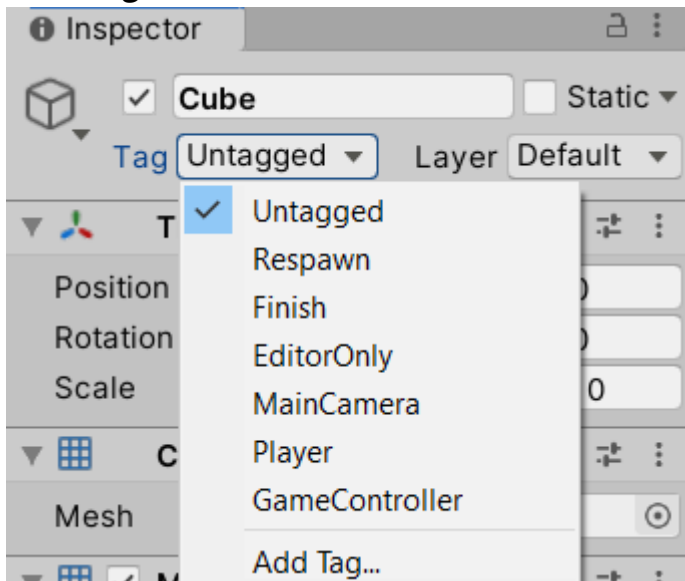 Inspector
Cube Static
Tag Untagged Layer Default
Untagged
T
Respawn
Position
Finish
Rotation
EditorOnly
Scale 0
MainCamera
C
Player
GameController
Mesh
Add Tag...